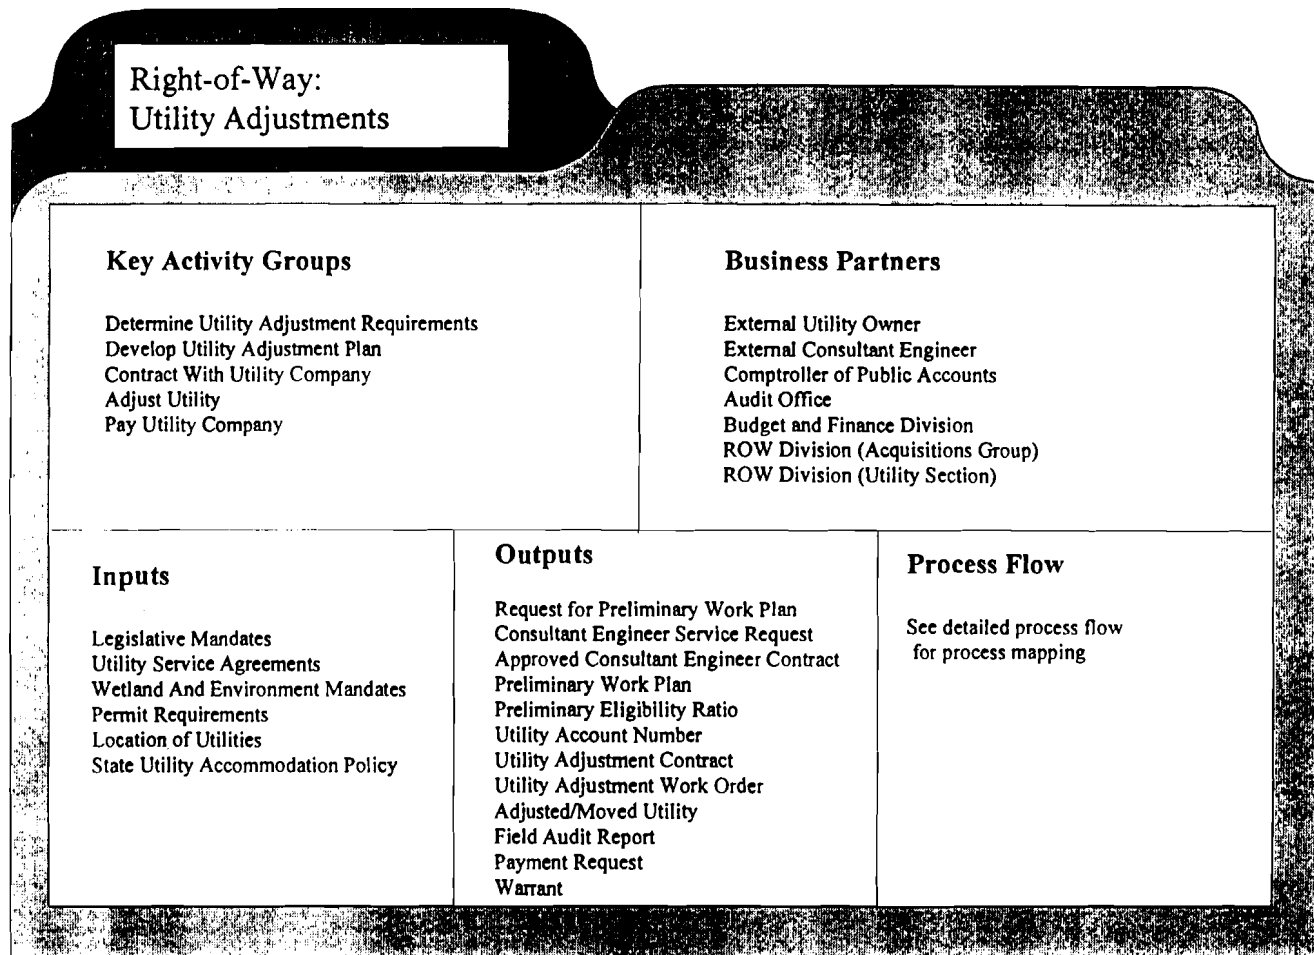 Right-of-Way:
Utility Adjustments
Key Activity Groups
Determine Utility Adjustment Requirements
Develop Utility Adjustment Plan
Contract With Utility Company
Adjust Utility
Pay Utility Company
Business Partners
External Utility Owner
External Consultant Engineer
Comptroller of Public Accounts
Audit Office
Budget and Finance Division
ROW Division (Acquisitions Group)
ROW Division (Utility Section)
Inputs
Legislative Mandates
Utility Service Agreements
Wetland And Environment Mandates
Permit Requirements
Location of Utilities
State Utility Accommodation Policy
Outputs
Request for Preliminary Work Plan
Consultant Engineer Service Request
Approved Consultant Engineer Contract
Preliminary Work Plan
Preliminary Eligibility Ratio
Utility Account Number
Utility Adjustment Contract
Utility Adjustment Work Order
Adjusted/Moved Utility
Field Audit Report
Payment Request
Warrant
Process Flow
See detailed process flow
for process mapping